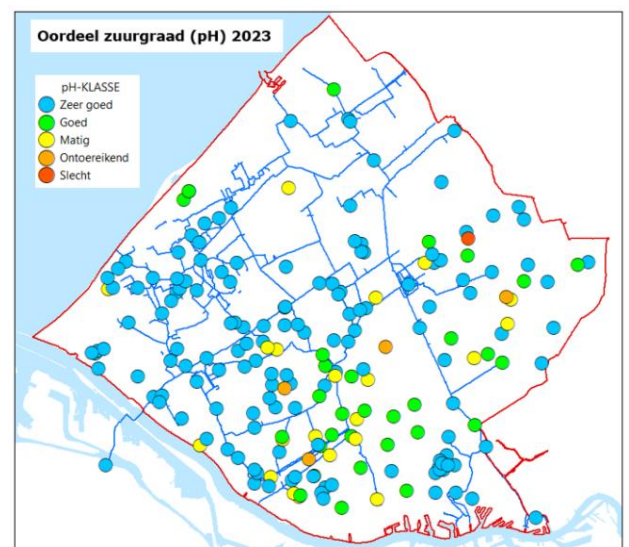 Oordeel zuurgraad (pH) 2023
pH-KLASSE
Zeer goed
Goed
Matig
Ontoereikend
Slecht